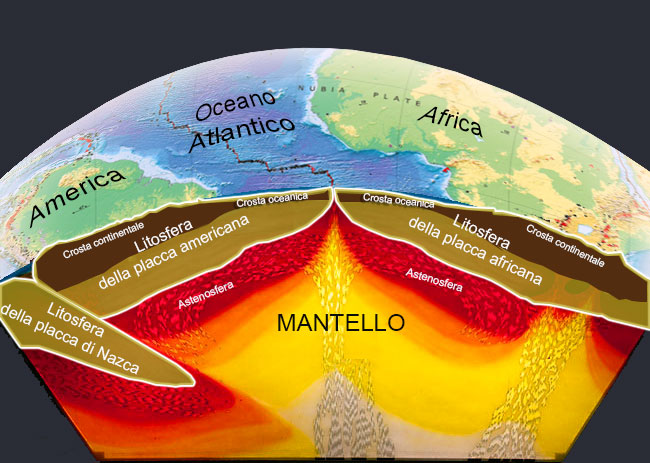 Oceano
Atlantico
NUBIA PLATE
Africa
America
Crosta continentale
Crosta oceanica
Litosfera
della placca americana
Crosta oceanica
Litosfera
della placca africana
Crosta continentale
Astenosfera
Astenosfera
Litosfera
della placca di Nazca
MANTELLO